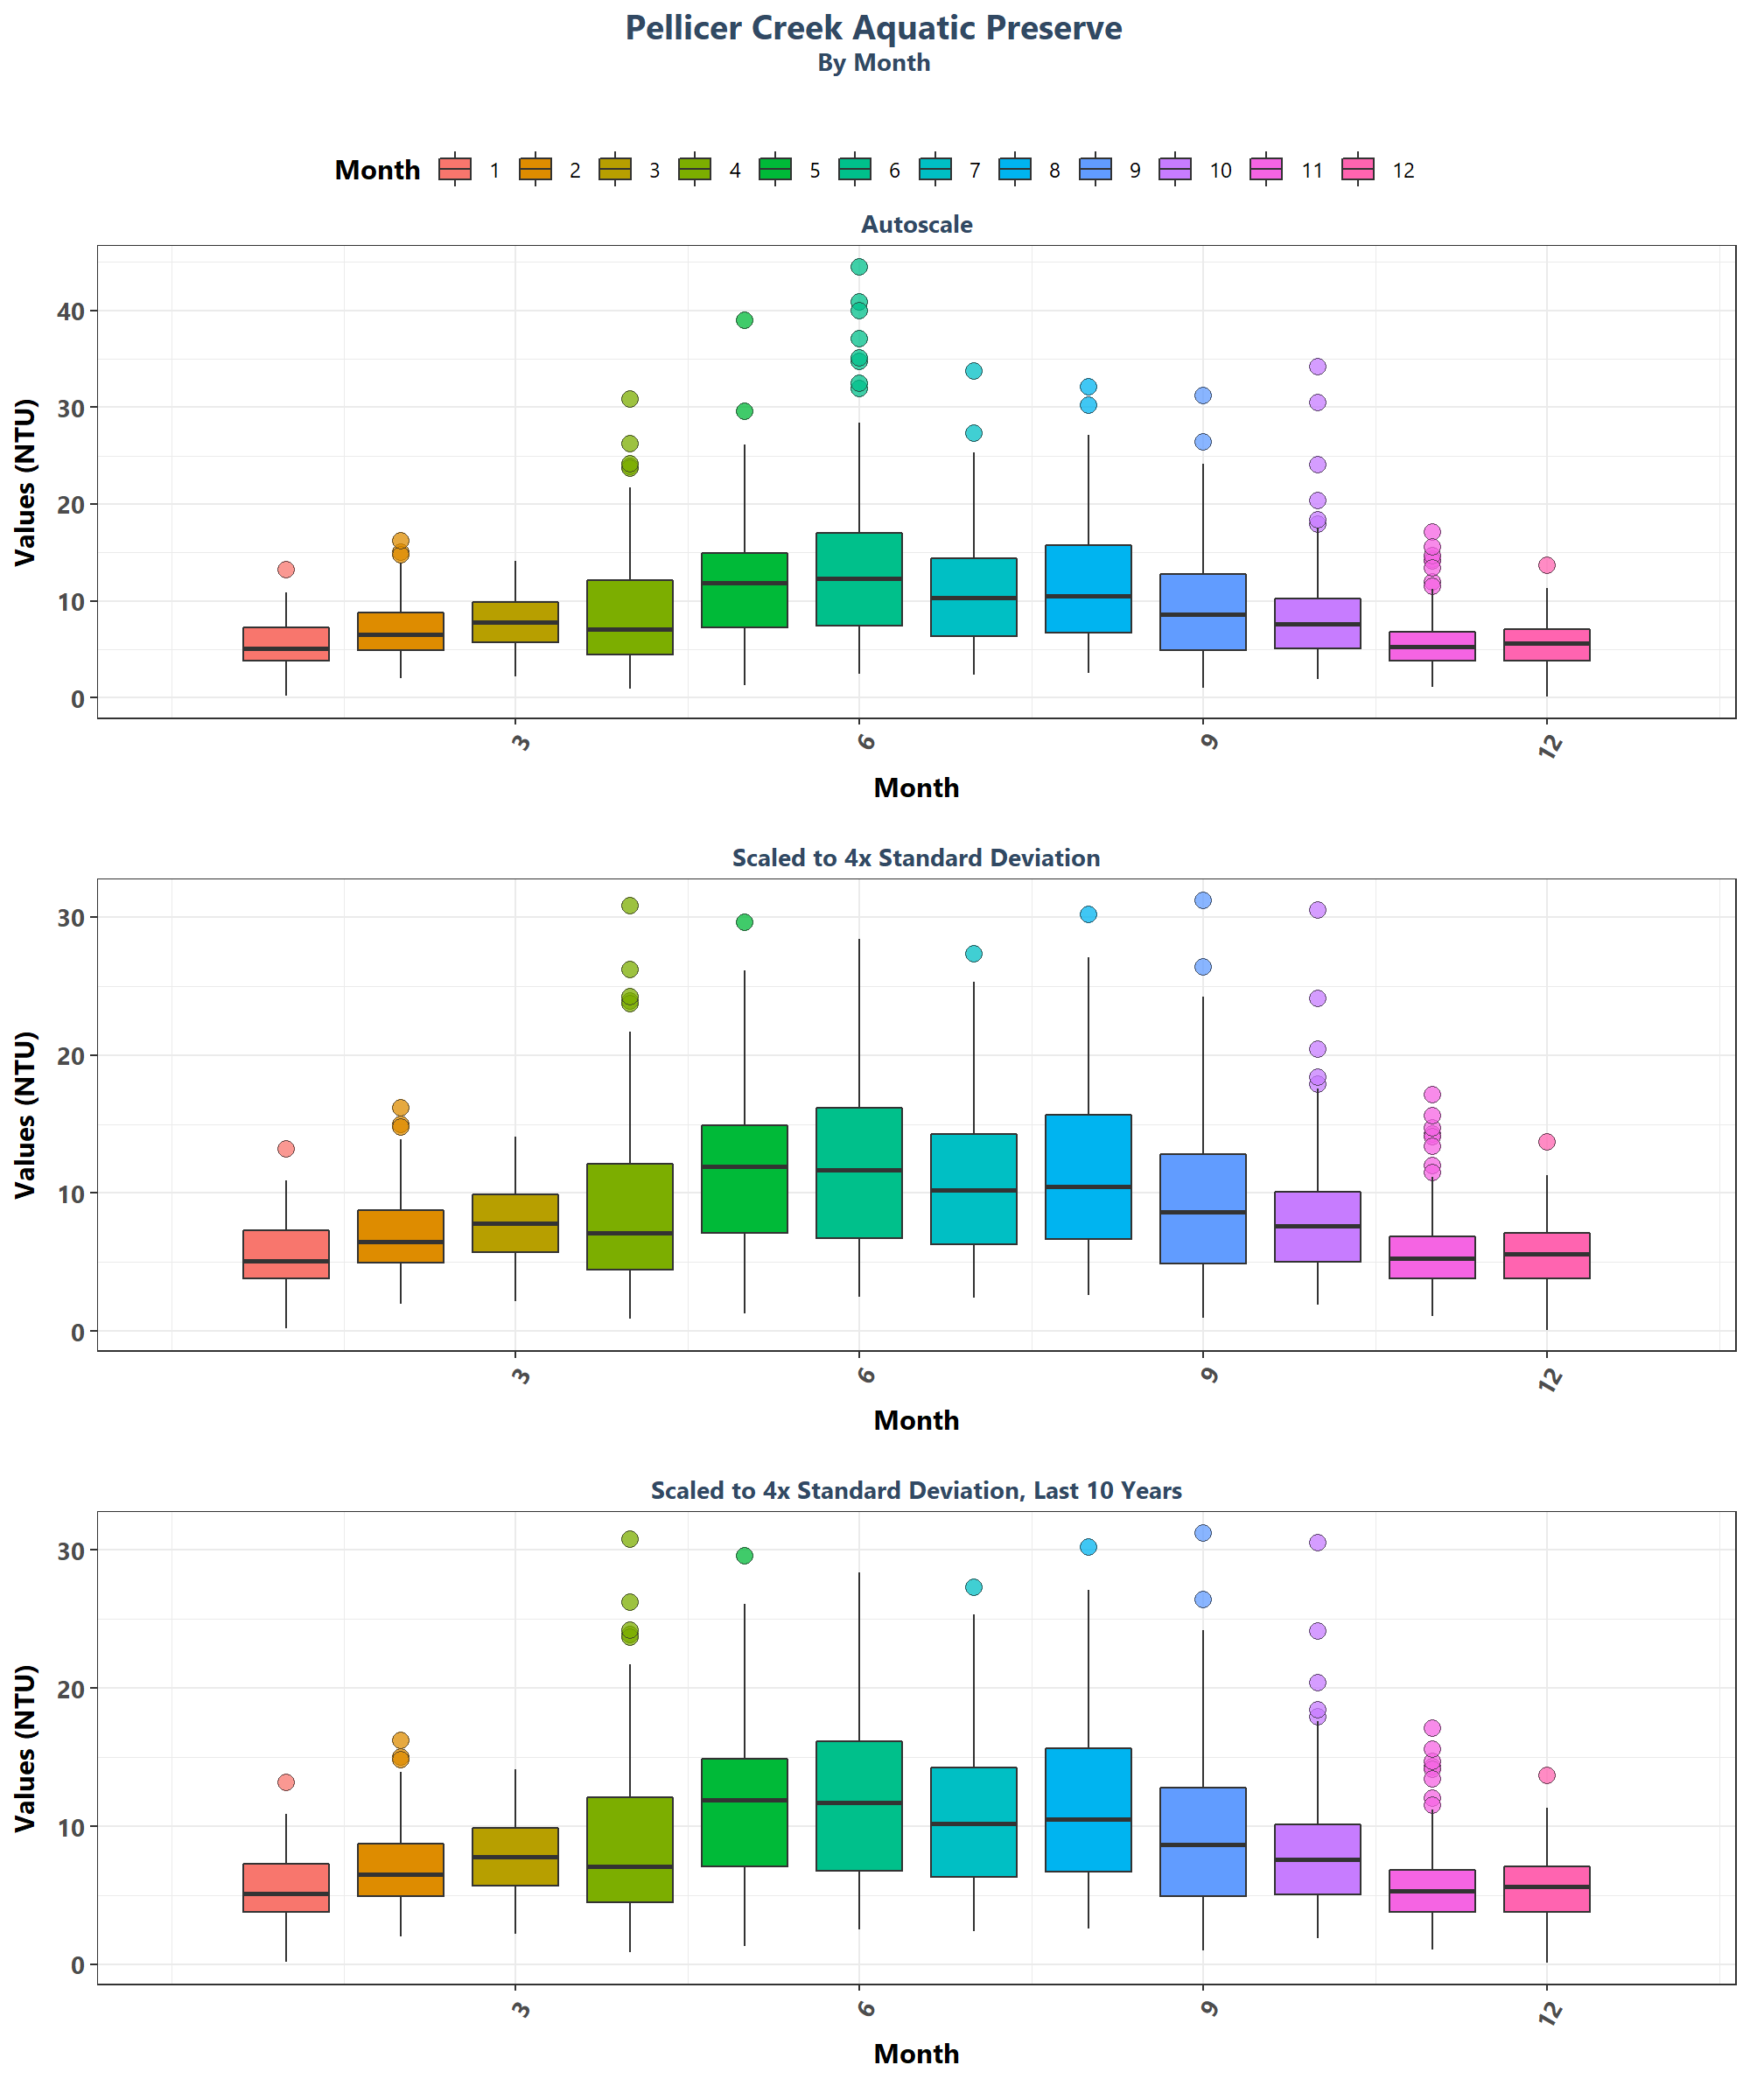 Pellicer Creek Aquatic Preserve
By Month
Month 1 2 3 4 5 6 7 8 9 10 11 12
Autoscale
Values (NTU)
40
30
20
10
0
3 6 9 12
Month
Scaled to 4x Standard Deviation
Values (NTU)
30
20
10
0
3 6 9 12
Month
Scaled to 4x Standard Deviation, Last 10 Years
Values (NTU)
30
20
10
0
3 6 9 12
Month